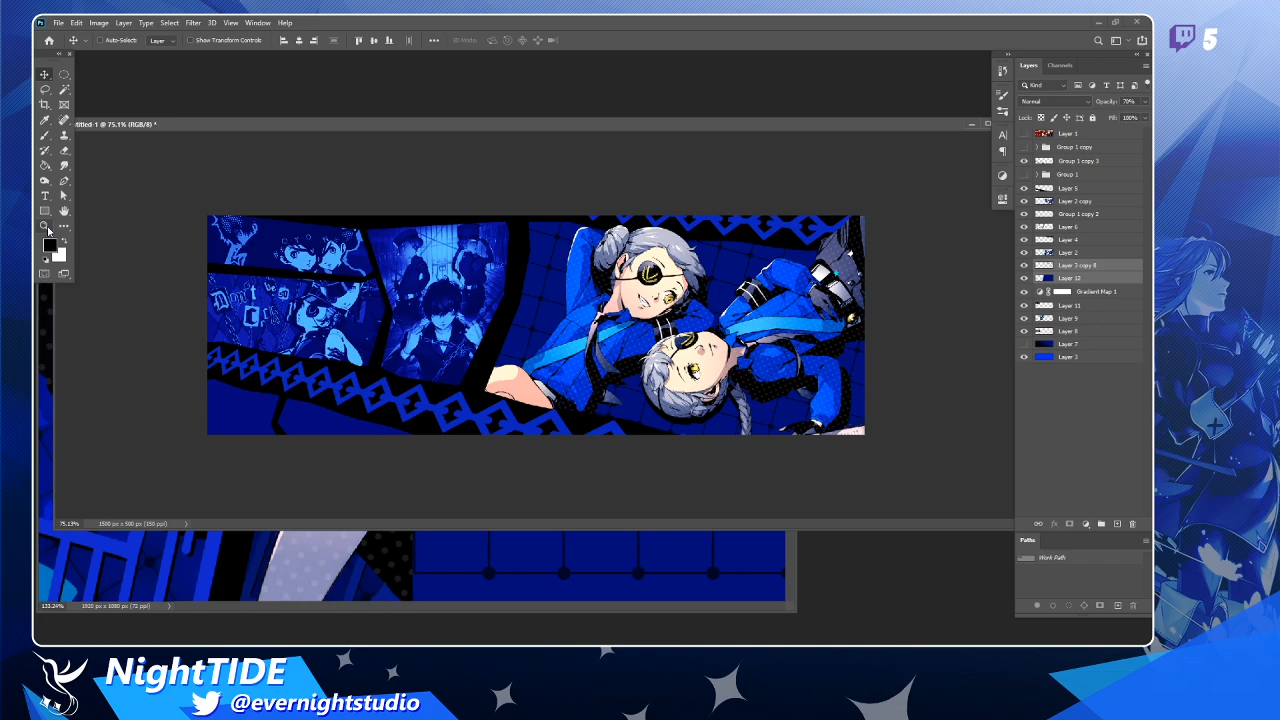 Ps File Edit Image Layer Type Select Filter 3D View Window Help
Auto-Select: Layer Show Transform Controls 3D Mode:
5
ntitled-1 @ 75.1% (RGB/8) *
Don't be
Layers Channels
Kind
Normal Opacity: 70%
Lock: Fill: 100%
Layer 1
Group 1 copy
Group 1 copy 3
Group 1
Layer 5
Layer 2 copy
Group 1 copy 2
Layer 6
Layer 4
Layer 2
Layer 3 copy 8
Layer 12
Gradient Map 1
Layer 11
Layer 9
Layer 8
Layer 7
Layer 3
75.13% 1500 px x 500 px (150 ppi)
Paths
Work Path
133.24% 1920 px x 1080 px (72 ppi)
NightTIDE
@evernightstudio